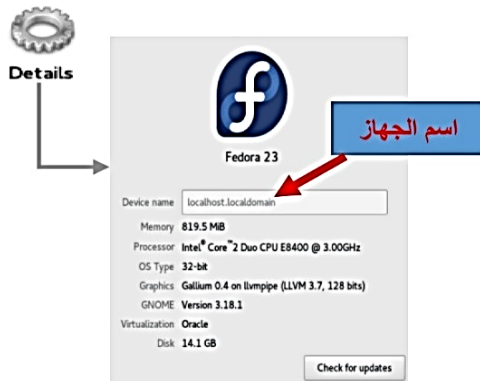 Details
اسم الجهاز
Fedora 23
Device name localhost.localdomain
Memory 819.5 MiB
Processor Intel® Core™2 Duo CPU E8400 @ 3.00GHz
OS Type 32-bit
Graphics Gallium 0.4 on llvmpipe (LLVM 3.7, 128 bits)
GNOME Version 3.18.1
Virtualization Oracle
Disk 14.1 GB
Check for updates